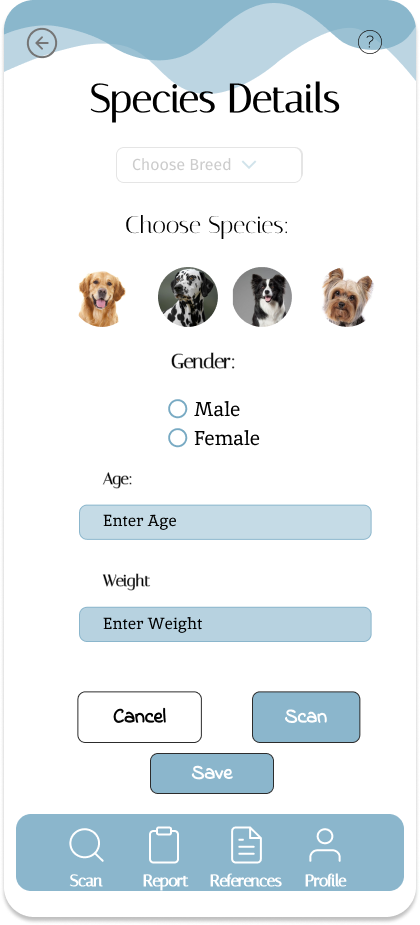 ?
Species Details
Choose Breed
Choose Species:
Gender:
Male
Female
Age:
Enter Age
Weight
Enter Weight
Cancel
Scan
Save
Scan Report References Profile